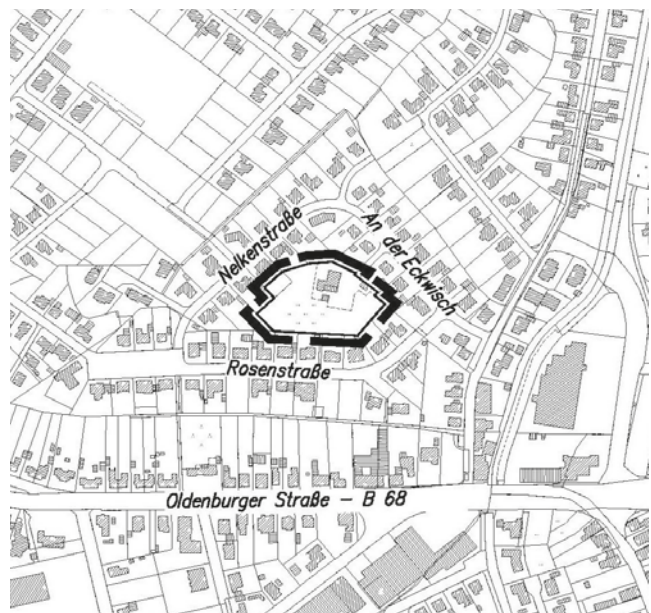 Nelkenstraße
An der Eckwisch
Rosenstraße
Oldenburger Straße – B 68